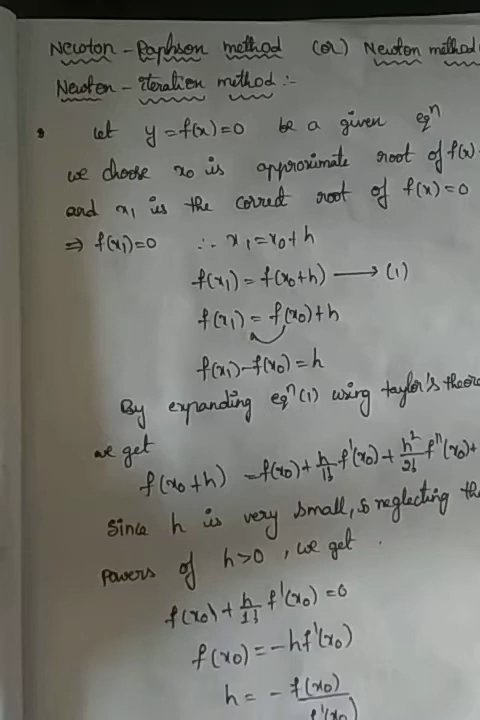 Newton - Raphson method (or) Newton method
Newton - iteration method :-
Let y = f(x) = 0 be a given eqⁿ
we choose x₀ is approximate root of f(x)
and x₁ is the correct root of f(x) = 0
⇒ f(x₁) = 0 ∴ x₁ = x₀ + h
f(x₁) = f(x₀+h) ⟶ (1)
f(x₁) = f(x₀) + h
f(x₁) - f(x₀) = h
By expanding eqⁿ (1) using taylor's theore
we get
f(x₀+h) = f(x₀) + h/1! f'(x₀) + h²/2! f''(x₀) +
Since h is very small, so neglecting the
powers of h>0, we get
f(x₀) + h/1! f'(x₀) = 0
f(x₀) = -h f'(x₀)
h = - f(x₀)/f'(x₀)